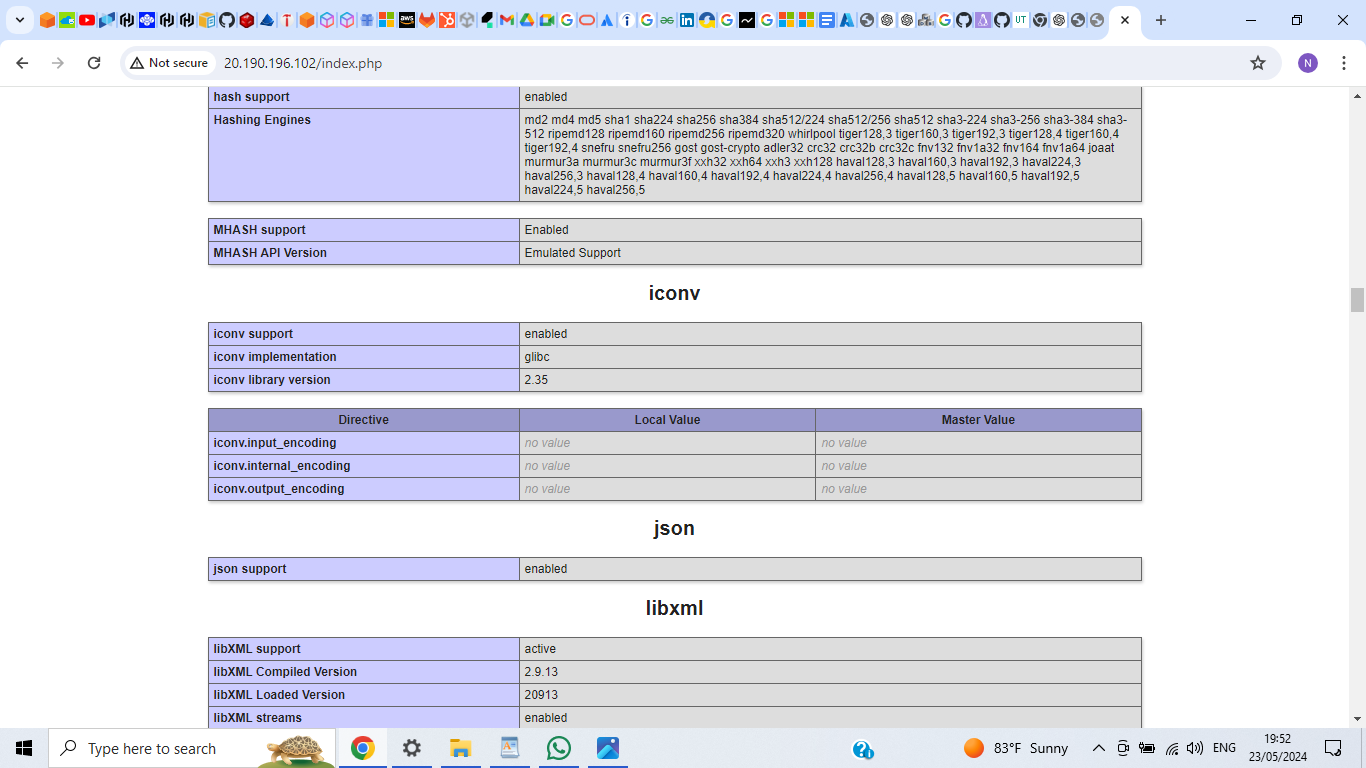 Not secure 20.190.196.102/index.php
N
hash support enabled
Hashing Engines md2 md4 md5 sha1 sha224 sha256 sha384 sha512/224 sha512/256 sha512 sha3-224 sha3-256 sha3-384 sha3-
512 ripemd128 ripemd160 ripemd256 ripemd320 whirlpool tiger128,3 tiger160,3 tiger192,3 tiger128,4 tiger160,4
tiger192,4 snefru snefru256 gost gost-crypto adler32 crc32 crc32b crc32c fnv132 fnv1a32 fnv164 fnv1a64 joaat
murmur3a murmur3c murmur3f xxh32 xxh64 xxh3 xxh128 haval128,3 haval160,3 haval192,3 haval224,3
haval256,3 haval128,4 haval160,4 haval192,4 haval224,4 haval256,4 haval128,5 haval160,5 haval192,5
haval224,5 haval256,5
MHASH support Enabled
MHASH API Version Emulated Support
iconv
iconv support enabled
iconv implementation glibc
iconv library version 2.35
Directive Local Value Master Value
iconv.input_encoding no value no value
iconv.internal_encoding no value no value
iconv.output_encoding no value no value
json
json support enabled
libxml
libXML support active
libXML Compiled Version 2.9.13
libXML Loaded Version 20913
libXML streams enabled
Type here to search
83°F Sunny
ENG
19:52
23/05/2024